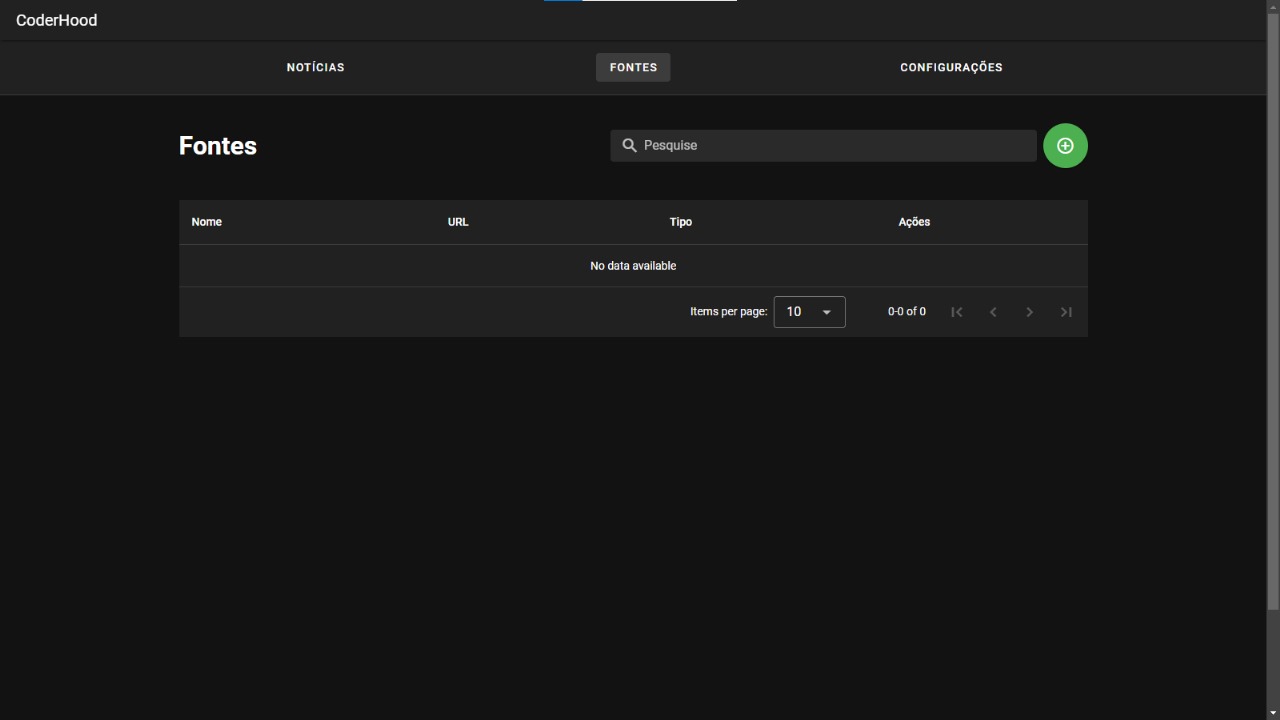 CoderHood
NOTÍCIAS FONTES CONFIGURAÇÕES
Fontes
Pesquise
Nome URL Tipo Ações
No data available
Items per page: 10 0-0 of 0